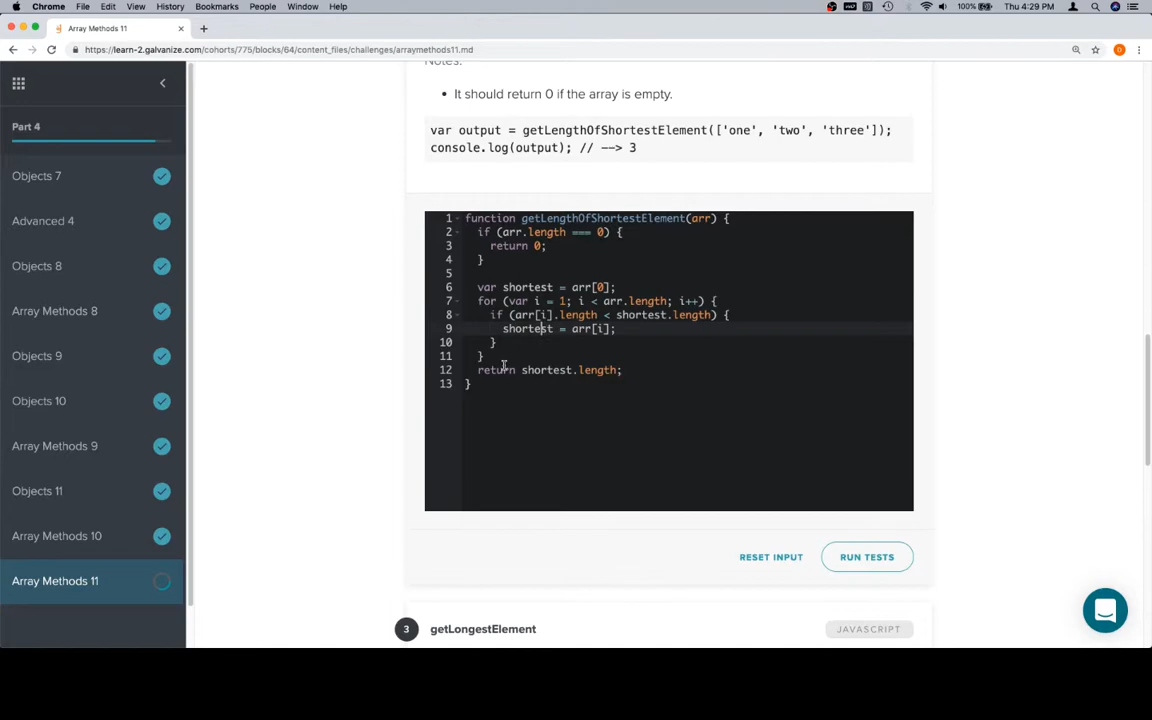 Chrome File Edit View History Bookmarks People Window Help
100% Thu 4:29 PM
Array Methods 11
https://learn-2.galvanize.com/cohorts/775/blocks/64/content_files/challenges/arraymethods11.md
Part 4
Objects 7
Advanced 4
Objects 8
Array Methods 8
Objects 9
Objects 10
Array Methods 9
Objects 11
Array Methods 10
Array Methods 11
Notes:
• It should return 0 if the array is empty.
var output = getLengthOfShortestElement(['one', 'two', 'three']);
console.log(output); // --> 3
1 function getLengthOfShortestElement(arr) {
2 if (arr.length === 0) {
3 return 0;
4 }
5
6 var shortest = arr[0];
7 for (var i = 1; i < arr.length; i++) {
8 if (arr[i].length < shortest.length) {
9 shortest = arr[i];
10 }
11 }
12 return shortest.length;
13 }
RESET INPUT RUN TESTS
3 getLongestElement JAVASCRIPT